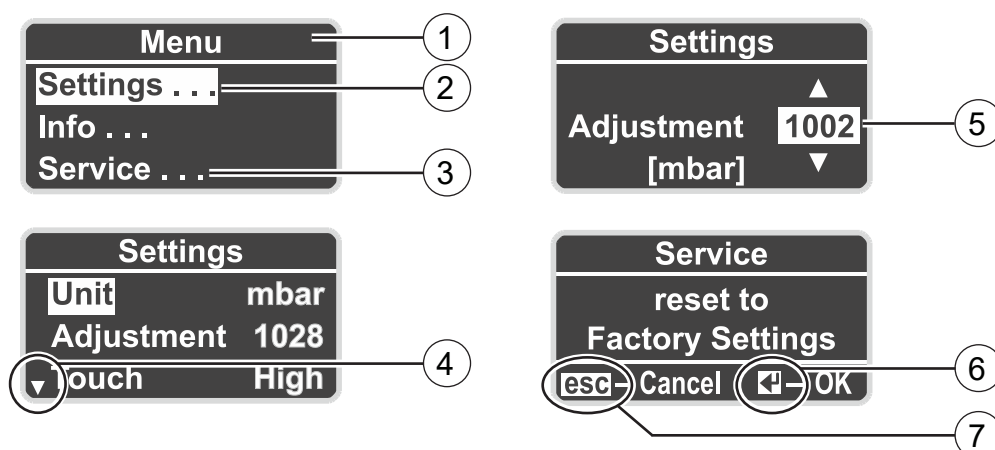 Menu
Settings . . .
Info . . .
Service . . .
1
2
3
Settings
Adjustment 1002
[mbar]
5
Settings
Unit mbar
Adjustment 1028
Touch High
4
Service
reset to
Factory Settings
esc – Cancel ↵ – OK
6
7